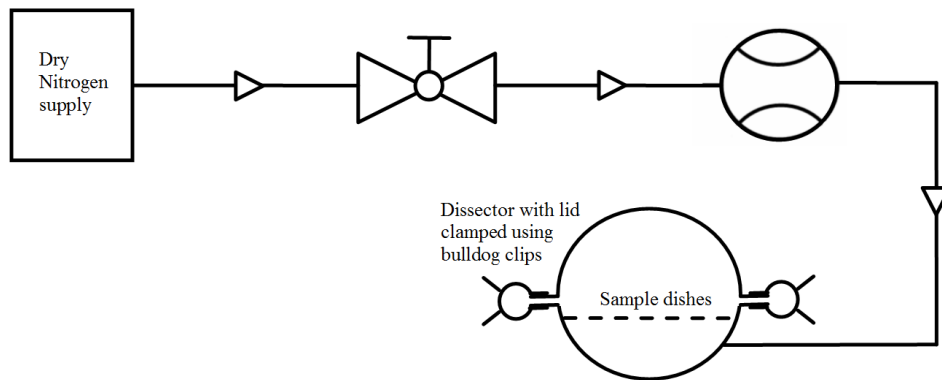 Dry
Nitrogen
supply
Dissector with lid
clamped using
bulldog clips
Sample dishes